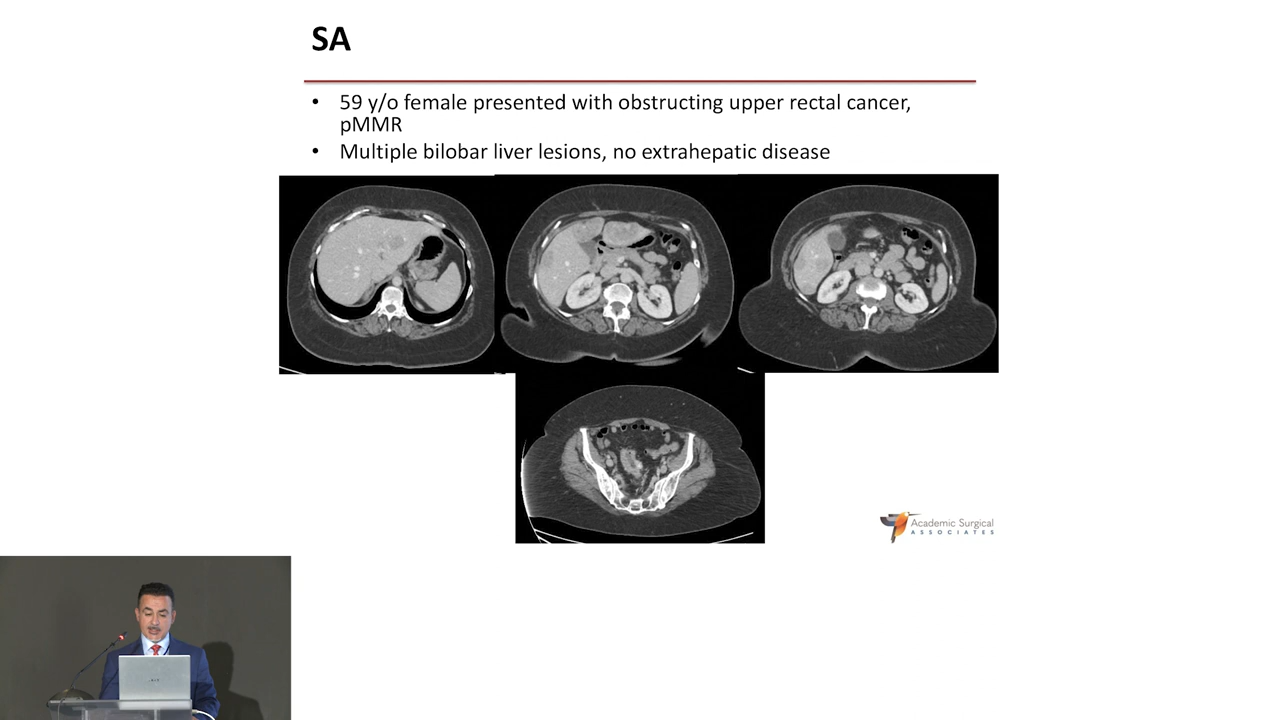 SA
• 59 y/o female presented with obstructing upper rectal cancer,
pMMR
• Multiple bilobar liver lesions, no extrahepatic disease
Academic Surgical
ASSOCIATES